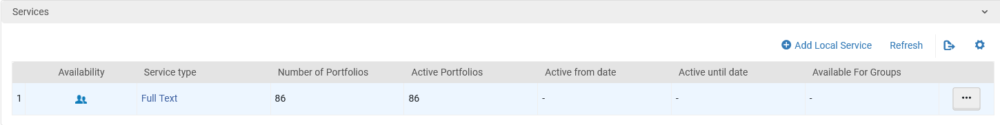 Services
Add Local Service Refresh
Availability Service type Number of Portfolios Active Portfolios Active from date Active until date Available For Groups
1 Full Text 86 86 - - -